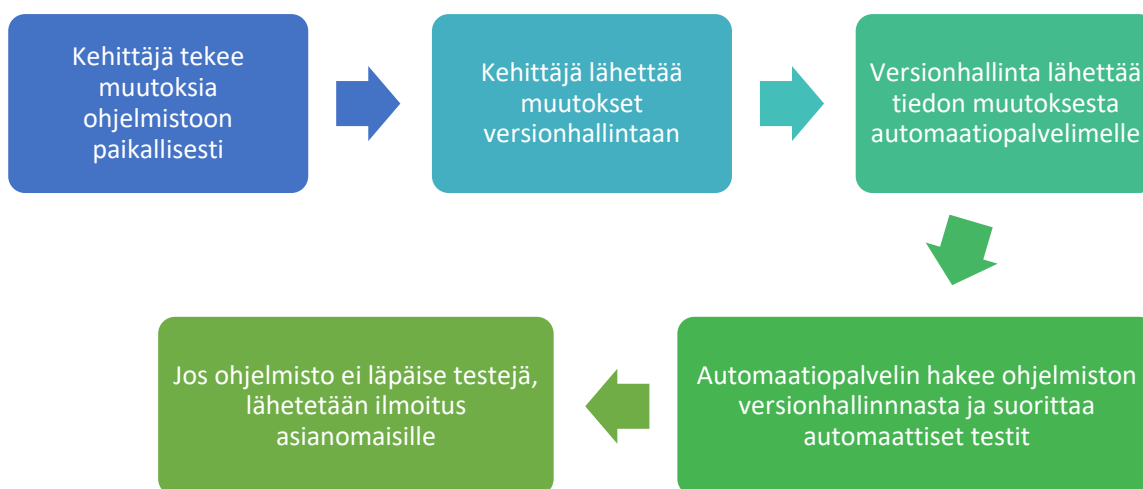 Kehittäjä tekee
muutoksia
ohjelmistoon
paikallisesti
Kehittäjä lähettää
muutokset
versionhallintaan
Versionhallinta lähettää
tiedon muutoksesta
automaatiopalvelimelle
Automaatiopalvelin hakee ohjelmiston
versionhallinnnasta ja suorittaa
automaattiset testit
Jos ohjelmisto ei läpäise testejä,
lähetetään ilmoitus
asianomaisille